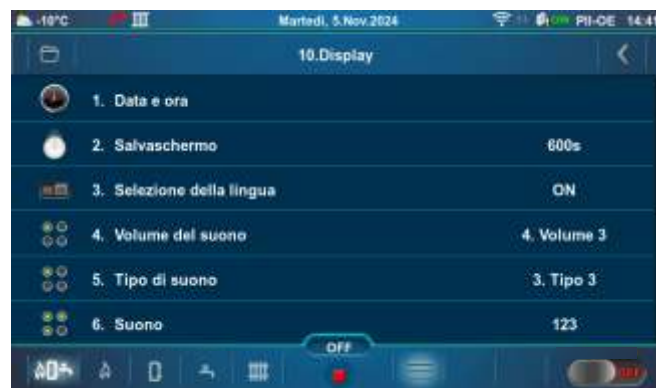 -10°C Martedì, 5.Nov.2024 PII-OE 14:41
10.Display
1. Data e ora
2. Salvaschermo 600s
3. Selezione della lingua ON
4. Volume del suono 4. Volume 3
5. Tipo di suono 3. Tipo 3
6. Suono 123
OFF
OFF